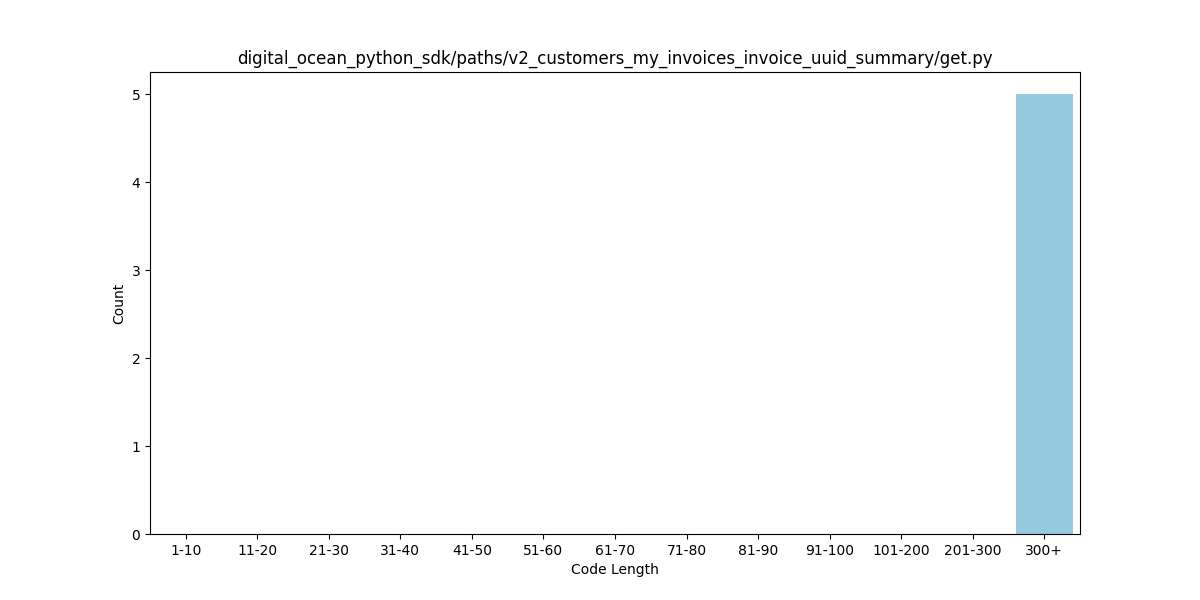 digital_ocean_python_sdk/paths/v2_customers_my_invoices_invoice_uuid_summary/get.py
5
4
3
2
1
0
Count
1-10 11-20 21-30 31-40 41-50 51-60 61-70 71-80 81-90 91-100 101-200 201-300 300+
Code Length